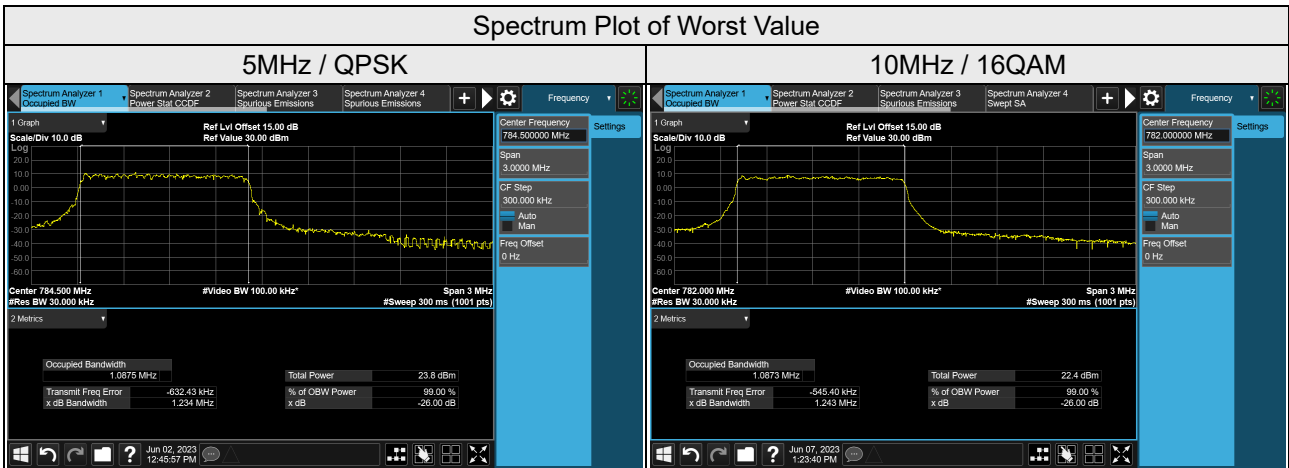 Spectrum Plot of Worst Value
5MHz / QPSK
10MHz / 16QAM
Spectrum Analyzer 1
Occupied BW
Spectrum Analyzer 2
Power Stat CCDF
Spectrum Analyzer 3
Spurious Emissions
Spectrum Analyzer 4
Spurious Emissions
Frequency
1 Graph
Scale/Div 10.0 dB
Ref Lvl Offset 15.00 dB
Ref Value 30.00 dBm
Log
20.0
10.0
0.00
-10.0
-20.0
-30.0
-40.0
-50.0
-60.0
Center 784.500 MHz
#Res BW 30.000 kHz
#Video BW 100.00 kHz*
Span 3 MHz
#Sweep 300 ms (1001 pts)
Center Frequency
784.500000 MHz
Settings
Span
3.0000 MHz
CF Step
300.000 kHz
Auto
Man
Freq Offset
0 Hz
2 Metrics
Occupied Bandwidth
1.0875 MHz
Transmit Freq Error -632.43 kHz
x dB Bandwidth 1.234 MHz
Total Power 23.8 dBm
% of OBW Power 99.00 %
x dB -26.00 dB
Jun 02, 2023
12:45:57 PM
Spectrum Analyzer 1
Occupied BW
Spectrum Analyzer 2
Power Stat CCDF
Spectrum Analyzer 3
Spurious Emissions
Spectrum Analyzer 4
Swept SA
Frequency
1 Graph
Scale/Div 10.0 dB
Ref Lvl Offset 15.00 dB
Ref Value 30.00 dBm
Log
20.0
10.0
0.00
-10.0
-20.0
-30.0
-40.0
-50.0
-60.0
Center 782.000 MHz
#Res BW 30.000 kHz
#Video BW 100.00 kHz*
Span 3 MHz
#Sweep 300 ms (1001 pts)
Center Frequency
782.000000 MHz
Settings
Span
3.0000 MHz
CF Step
300.000 kHz
Auto
Man
Freq Offset
0 Hz
2 Metrics
Occupied Bandwidth
1.0873 MHz
Transmit Freq Error -545.40 kHz
x dB Bandwidth 1.243 MHz
Total Power 22.4 dBm
% of OBW Power 99.00 %
x dB -26.00 dB
Jun 07, 2023
1:23:40 PM